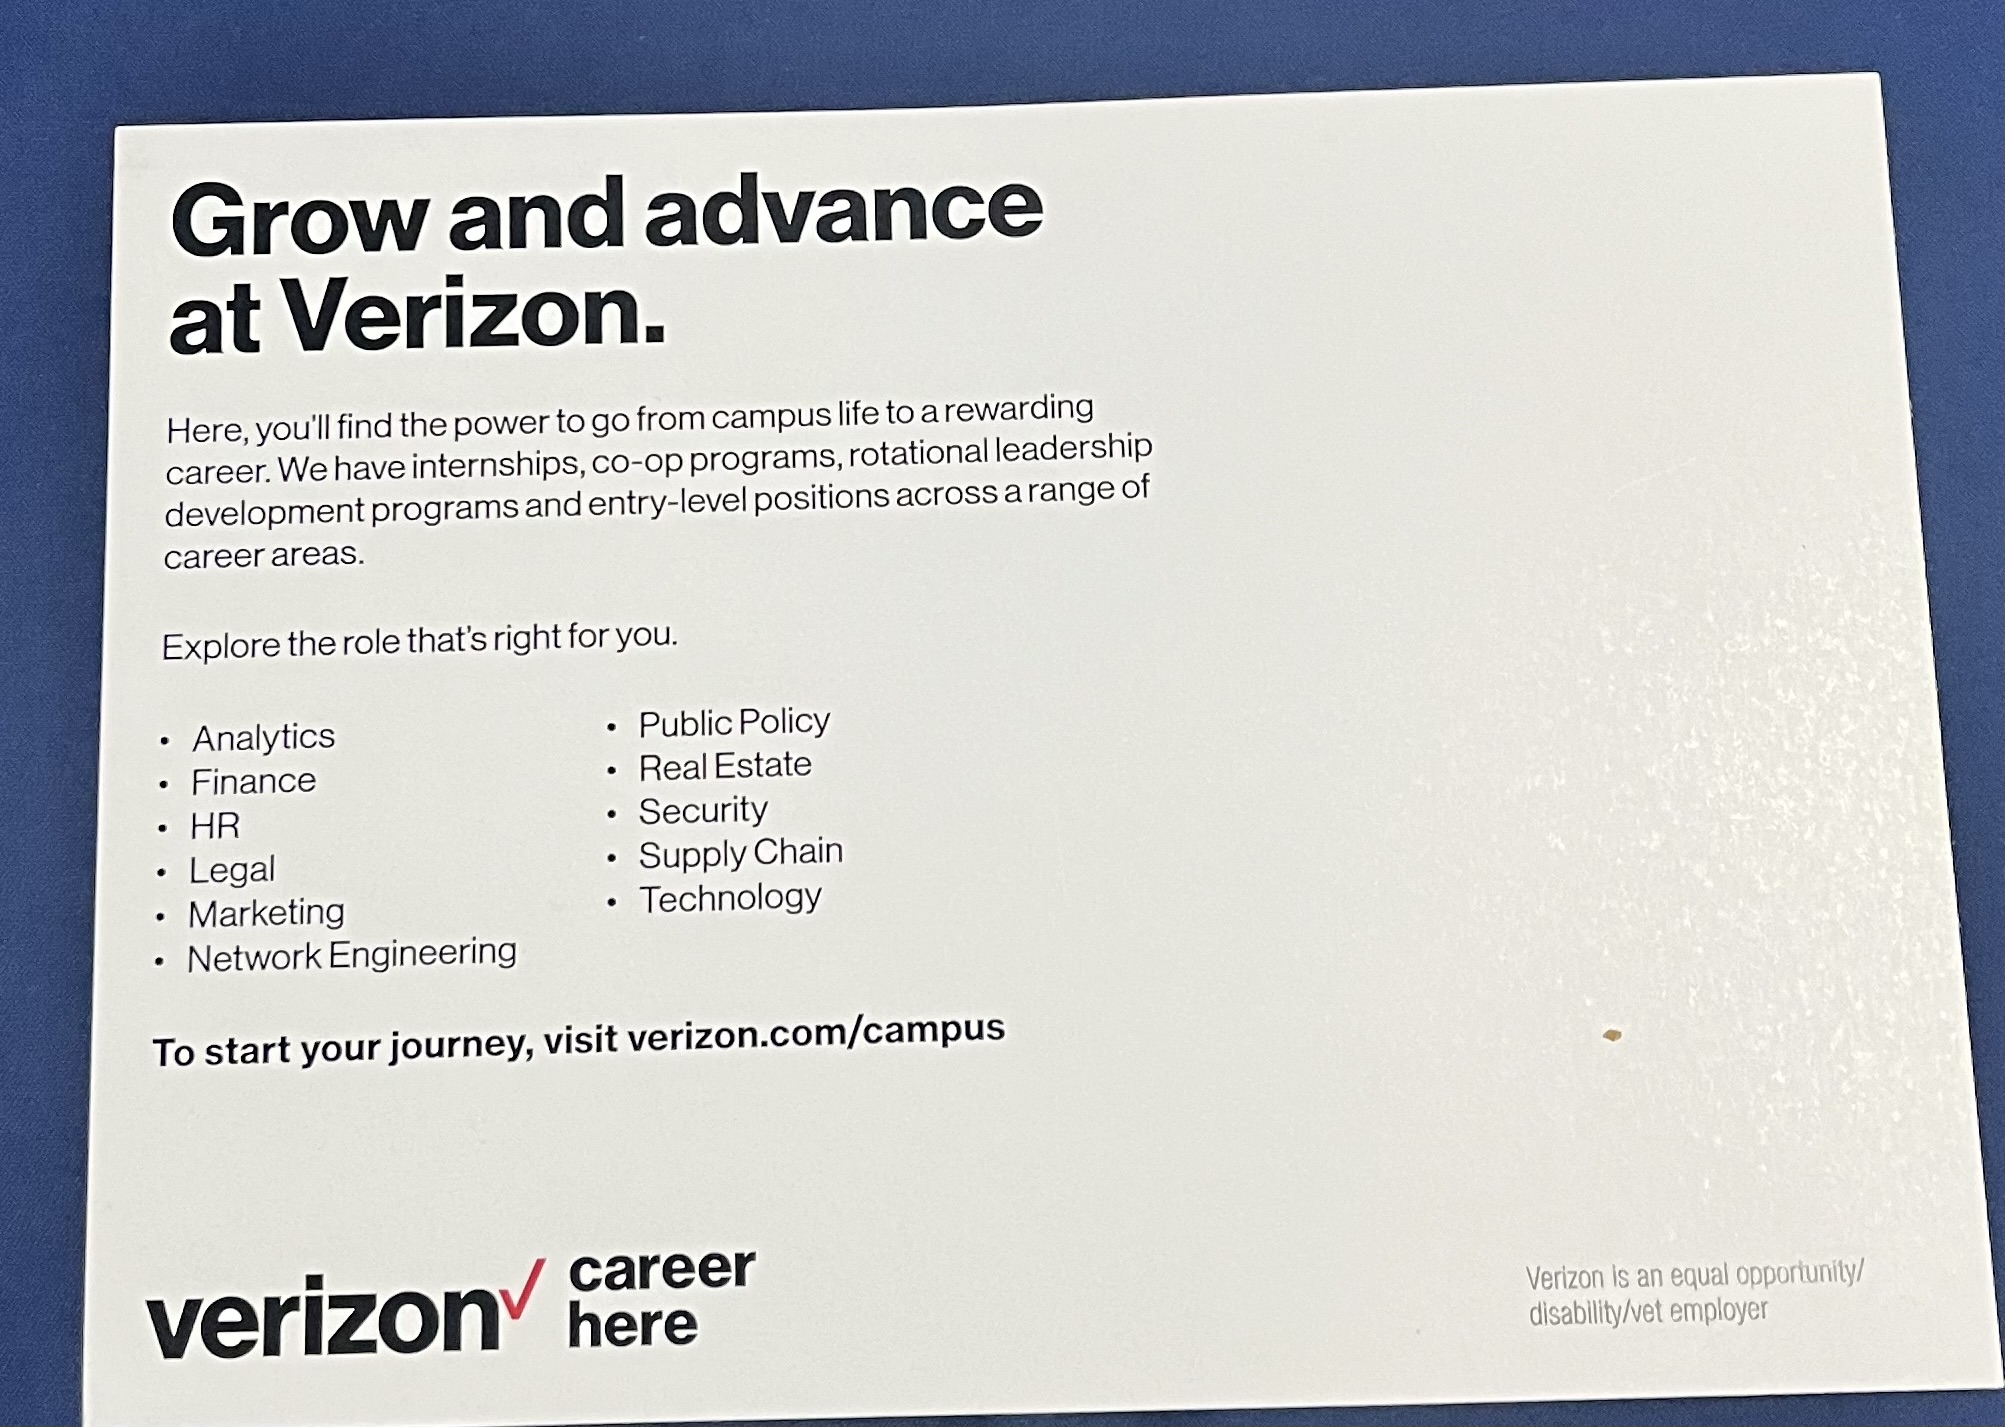 Grow and advance
at Verizon.
Here, you'll find the power to go from campus life to a rewarding
career. We have internships, co-op programs, rotational leadership
development programs and entry-level positions across a range of
career areas.
Explore the role that's right for you.
• Analytics
• Finance
• HR
• Legal
• Marketing
• Network Engineering
• Public Policy
• Real Estate
• Security
• Supply Chain
• Technology
To start your journey, visit verizon.com/campus
verizon
career
here
Verizon is an equal opportunity/
disability/vet employer